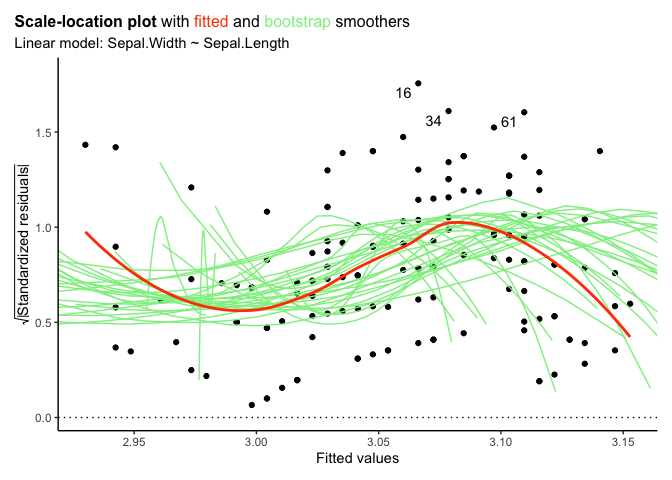 Scale-location plot with fitted and bootstrap smoothers
Linear model: Sepal.Width ~ Sepal.Length
16
34
61
1.5
1.0
0.5
0.0
√|Standardized residuals|
2.95 3.00 3.05 3.10 3.15
Fitted values